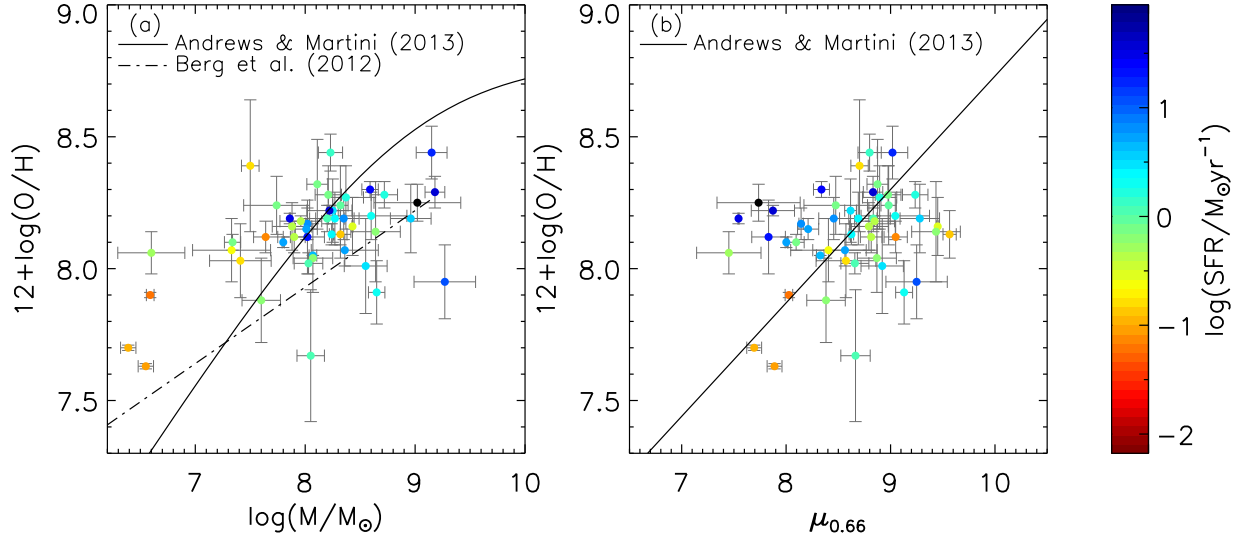 (a)
Andrews & Martini (2013)
Berg et al. (2012)
12+log(O/H)
9.0
8.5
8.0
7.5
7
8
9
10
log(M/M⊙)
(b)
Andrews & Martini (2013)
12+log(O/H)
9.0
8.5
8.0
7.5
7
8
9
10
μ0.66
1
0
−1
−2
log(SFR/M⊙yr−1)